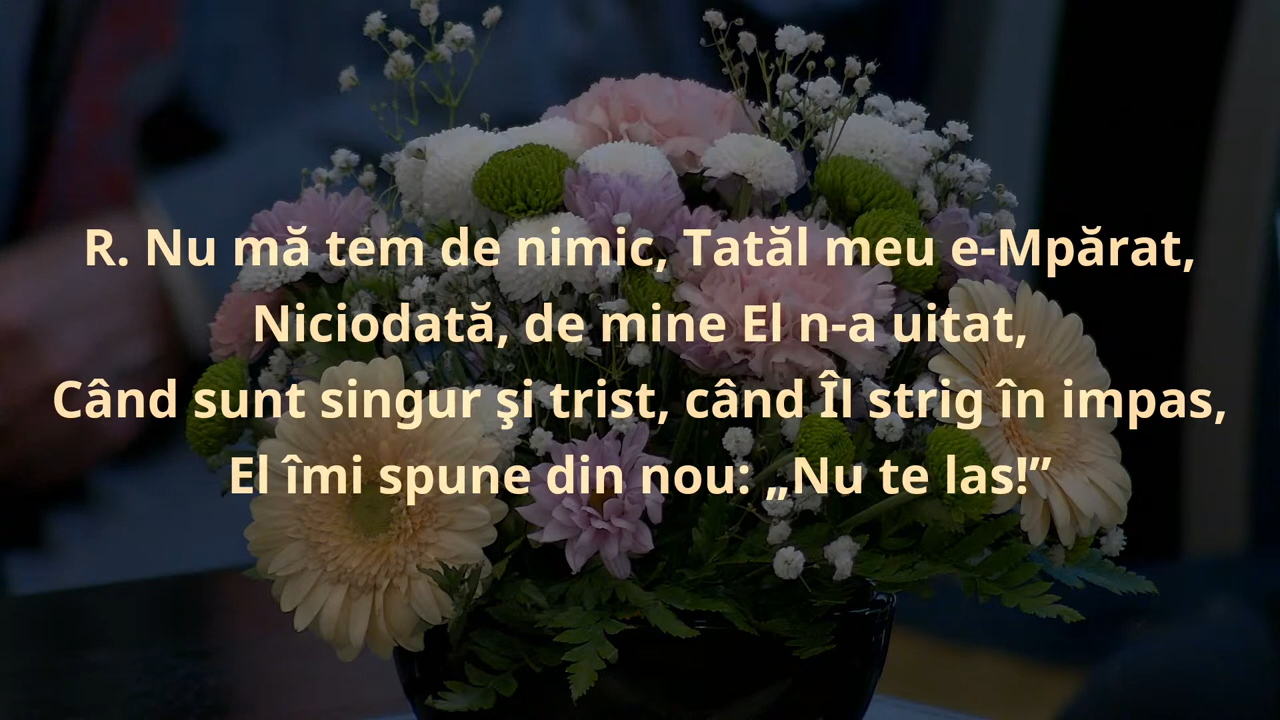 R. Nu mă tem de nimic, Tatăl meu e-Mpărat,
Niciodată, de mine El n-a uitat,
Când sunt singur şi trist, când Îl strig în impas,
El îmi spune din nou: „Nu te las!”